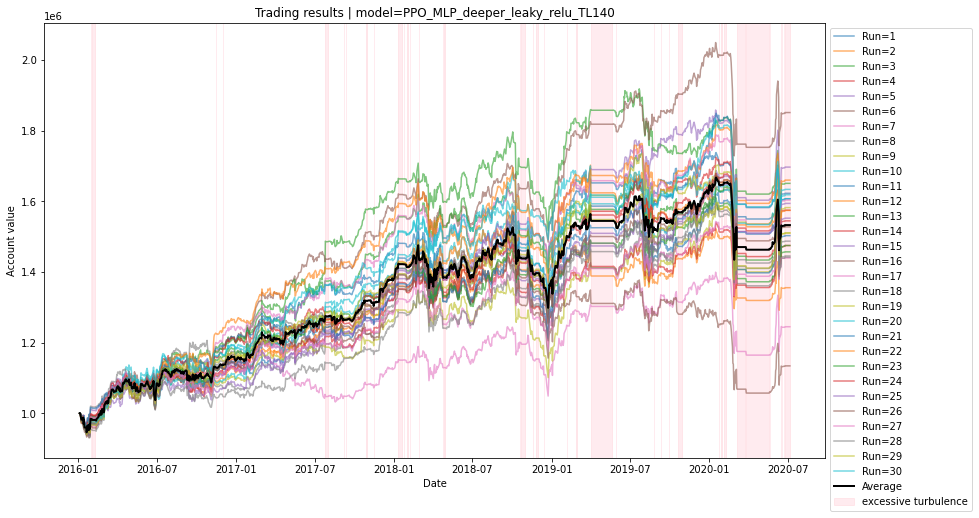 Trading results | model=PPO_MLP_deeper_leaky_relu_TL140
1e6
2.0
1.8
1.6
1.4
1.2
1.0
Account value
2016-01
2016-07
2017-01
2017-07
2018-01
2018-07
2019-01
2019-07
2020-01
2020-07
Date
Run=1
Run=2
Run=3
Run=4
Run=5
Run=6
Run=7
Run=8
Run=9
Run=10
Run=11
Run=12
Run=13
Run=14
Run=15
Run=16
Run=17
Run=18
Run=19
Run=20
Run=21
Run=22
Run=23
Run=24
Run=25
Run=26
Run=27
Run=28
Run=29
Run=30
Average
excessive turbulence